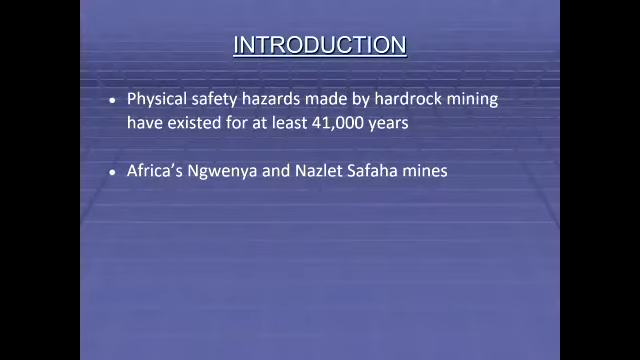 INTRODUCTION
• Physical safety hazards made by hardrock mining
have existed for at least 41,000 years
• Africa's Ngwenya and Nazlet Safaha mines